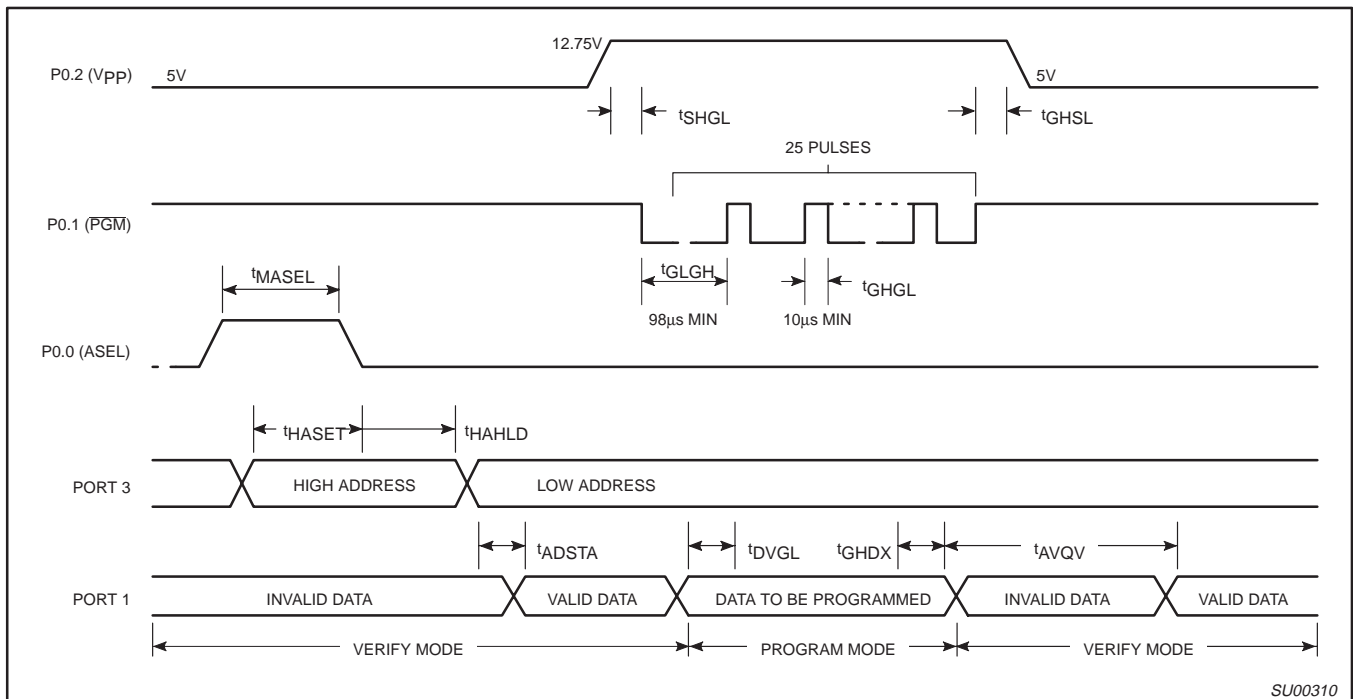 12.75V
P0.2 (VPP)
5V
5V
tSHGL
tGHSL
25 PULSES
P0.1 (PGM)
tMASEL
tGLGH
tGHGL
98µs MIN
10µs MIN
P0.0 (ASEL)
tHASET
tHAHLD
PORT 3
HIGH ADDRESS
LOW ADDRESS
tADSTA
tDVGL
tGHDX
tAVQV
PORT 1
INVALID DATA
VALID DATA
DATA TO BE PROGRAMMED
INVALID DATA
VALID DATA
VERIFY MODE
PROGRAM MODE
VERIFY MODE
SU00310